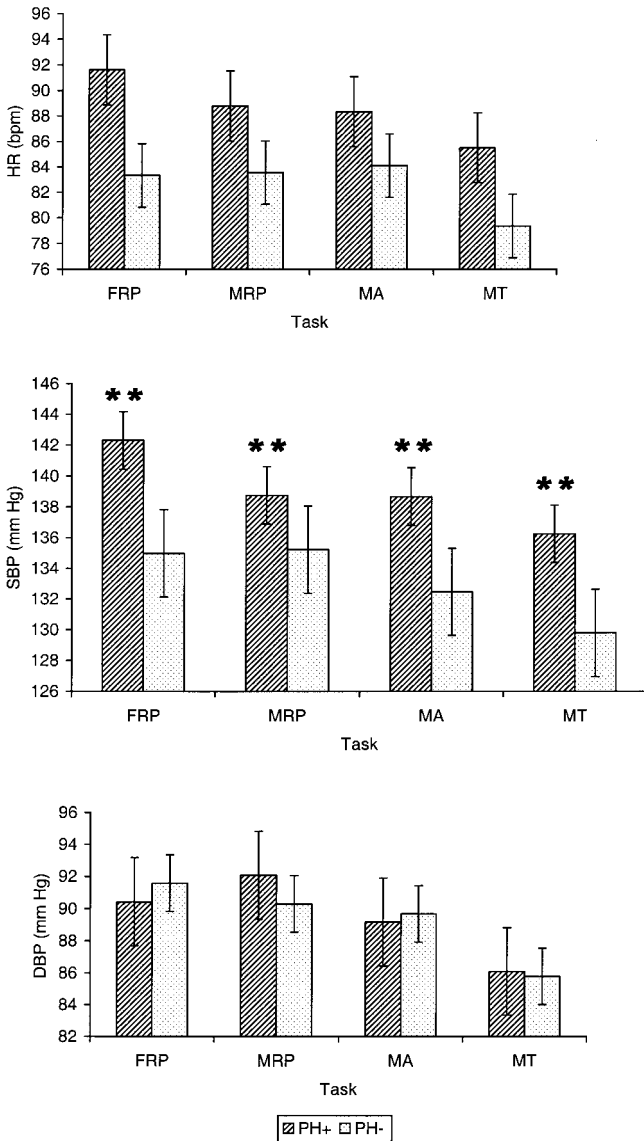 HR (bpm)
96
94
92
90
88
86
84
82
80
78
76
FRP MRP MA MT
Task
SBP (mm Hg)
146
144
142
140
138
136
134
132
130
128
126
** ** ** **
FRP MRP MA MT
Task
DBP (mm Hg)
96
94
92
90
88
86
84
82
FRP MRP MA MT
Task
PH+ PH-